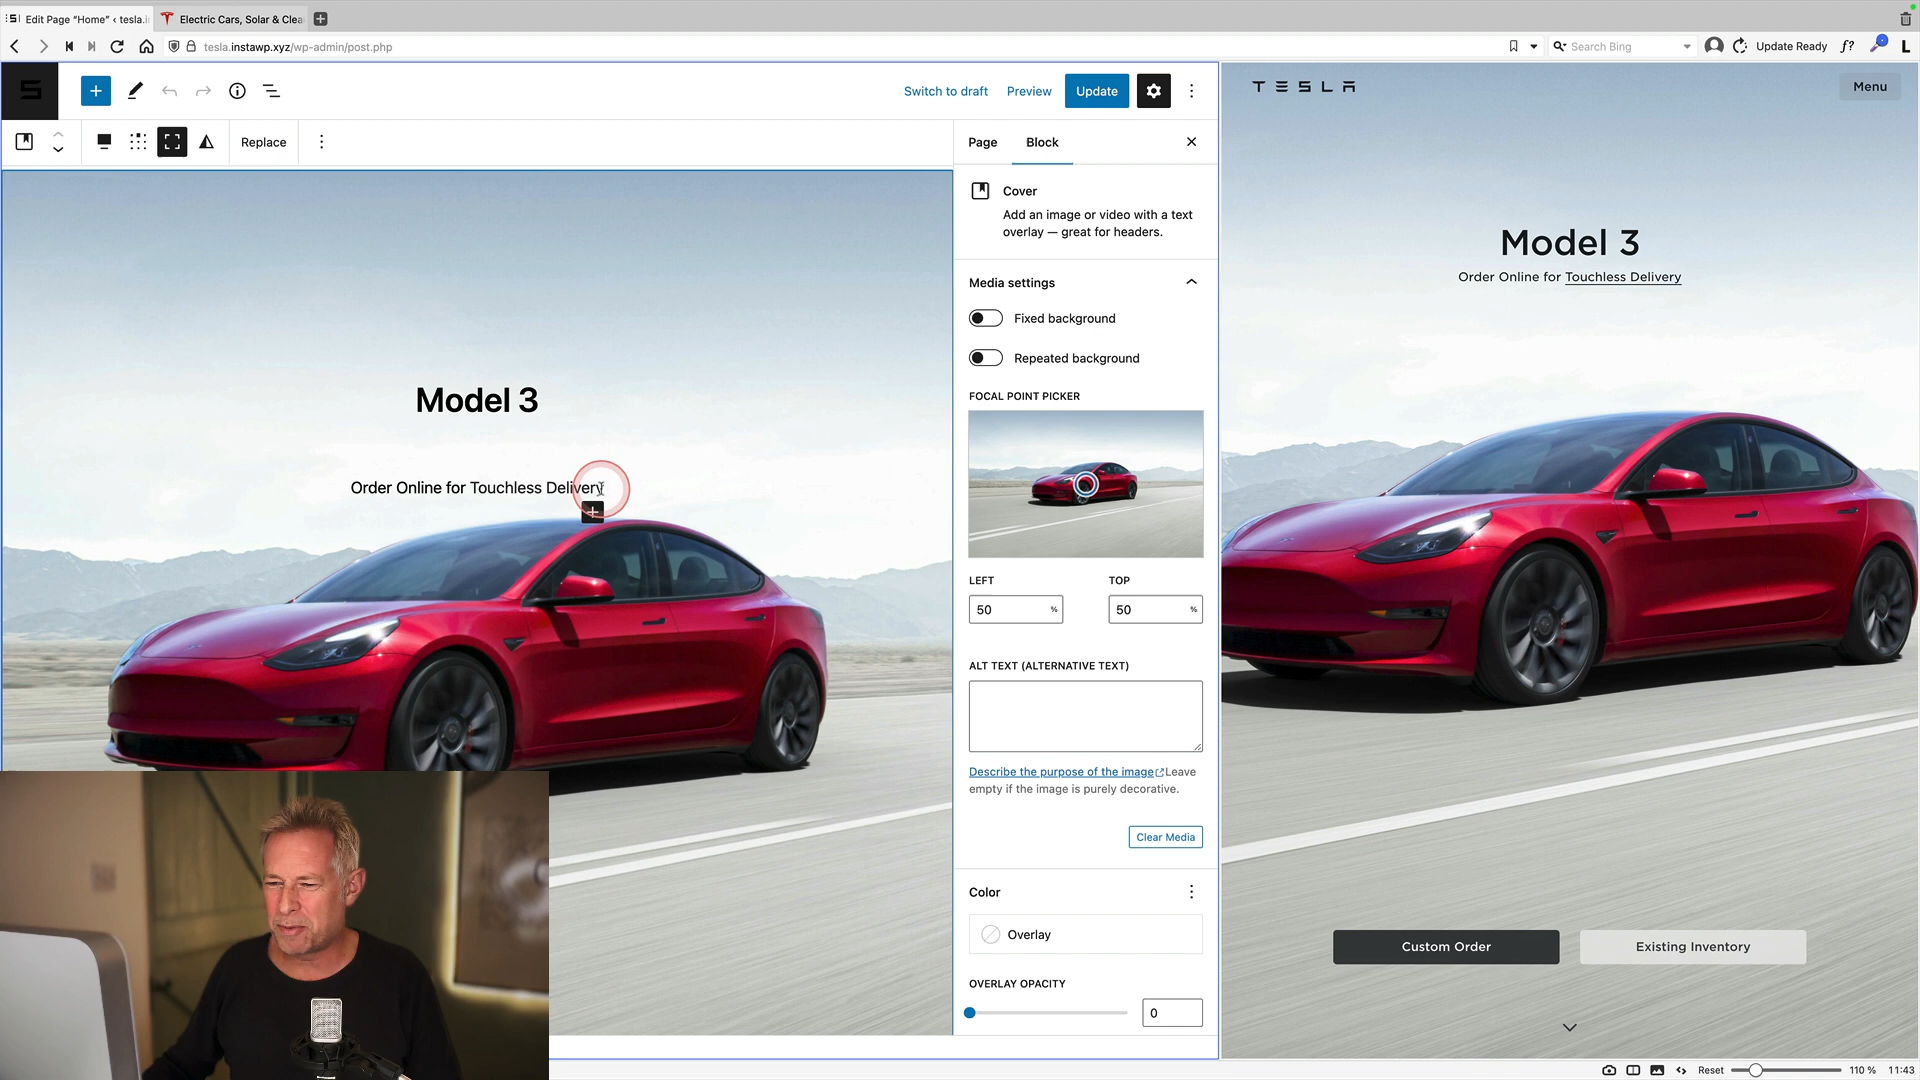 Edit Page “Home” ‹ tesla.i
Electric Cars, Solar & Clea
tesla.instawp.xyz/wp-admin/post.php
Search Bing
Update Ready
f?
L
Switch to draft
Preview
Update
Replace
Page
Block
Cover
Add an image or video with a text
overlay — great for headers.
Media settings
Fixed background
Repeated background
FOCAL POINT PICKER
LEFT
TOP
50 %
50 %
ALT TEXT (ALTERNATIVE TEXT)
Describe the purpose of the image Leave
empty if the image is purely decorative.
Clear Media
Color
Overlay
OVERLAY OPACITY
0
Model 3
Order Online for Touchless Delivery
TESLA
Menu
Model 3
Order Online for Touchless Delivery
Custom Order
Existing Inventory
Reset
110 %
11:43